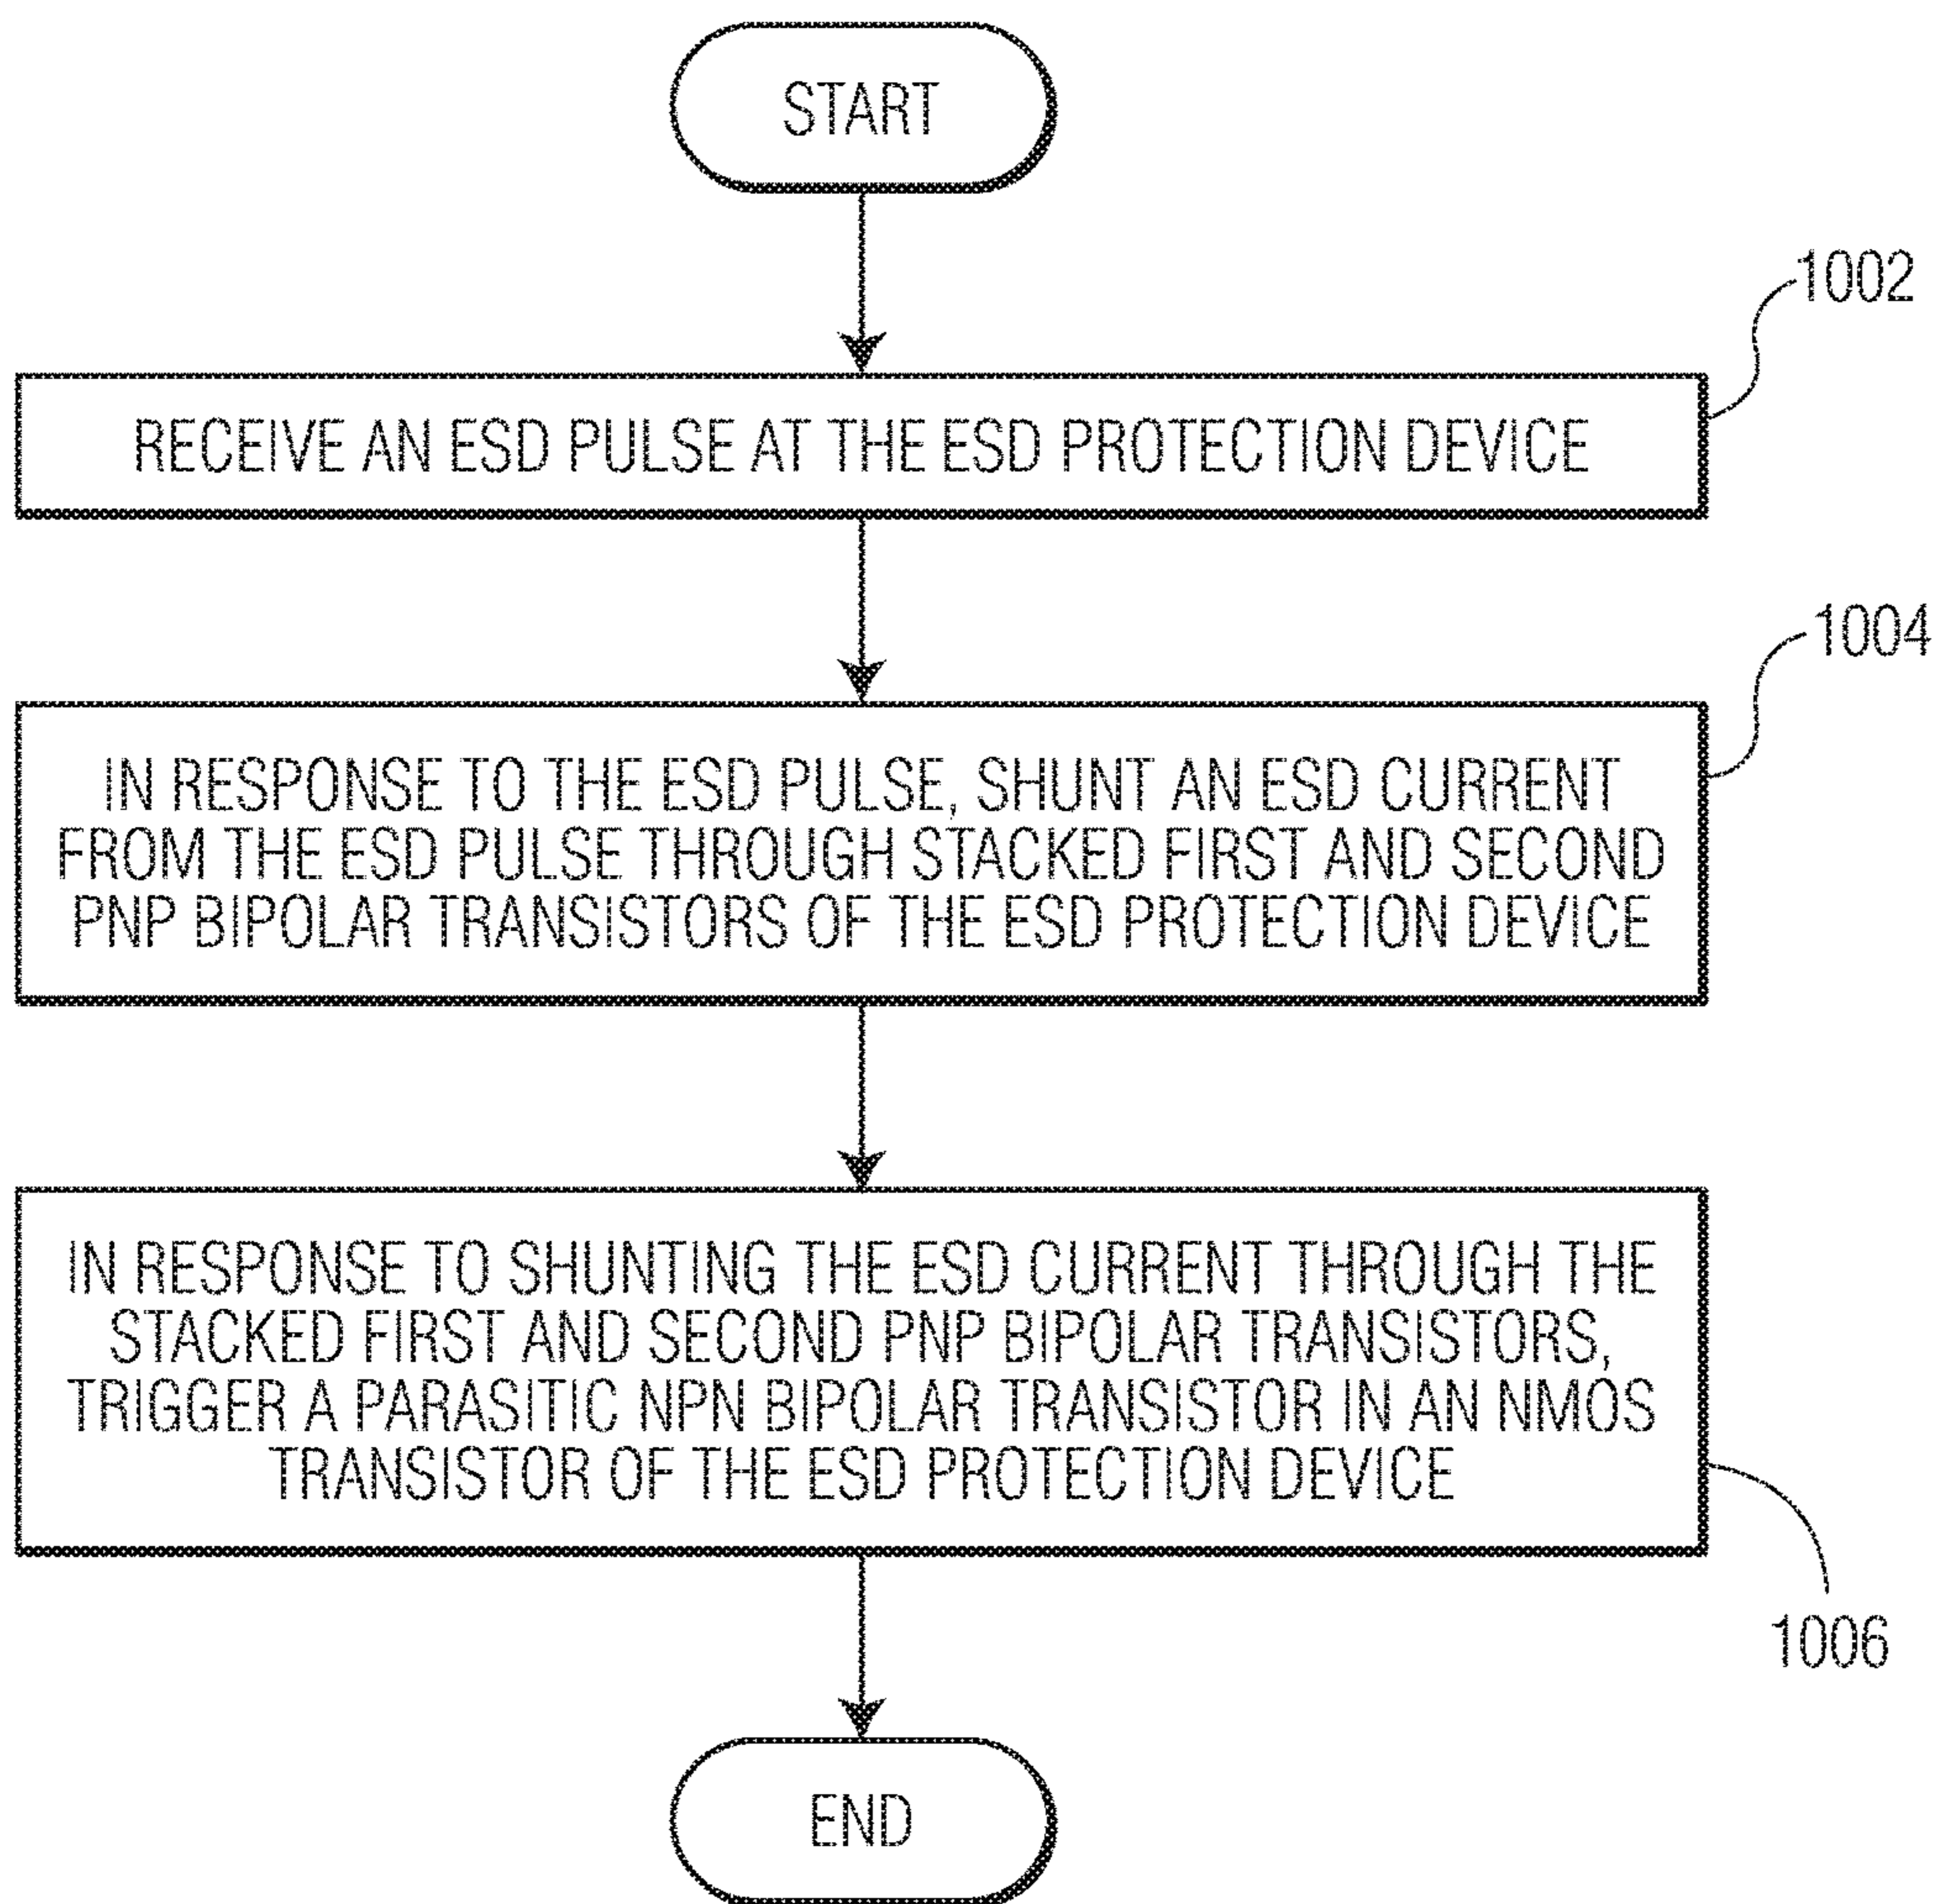 START
1002
RECEIVE AN ESD PULSE AT THE ESD PROTECTION DEVICE
1004
IN RESPONSE TO THE ESD PULSE, SHUNT AN ESD CURRENT
FROM THE ESD PULSE THROUGH STACKED FIRST AND SECOND
PNP BIPOLAR TRANSISTORS OF THE ESD PROTECTION DEVICE
IN RESPONSE TO SHUNTING THE ESD CURRENT THROUGH THE
STACKED FIRST AND SECOND PNP BIPOLAR TRANSISTORS,
TRIGGER A PARASITIC NPN BIPOLAR TRANSISTOR IN AN NMOS
TRANSISTOR OF THE ESD PROTECTION DEVICE
1006
END